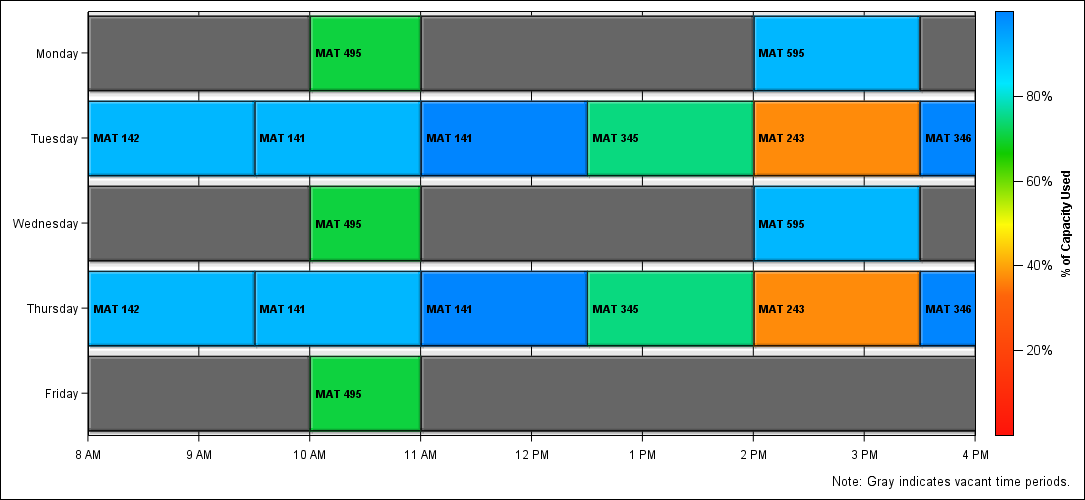 Monday
MAT 495
MAT 595
Tuesday
MAT 142
MAT 141
MAT 141
MAT 345
MAT 243
MAT 346
Wednesday
MAT 495
MAT 595
Thursday
MAT 142
MAT 141
MAT 141
MAT 345
MAT 243
MAT 346
Friday
MAT 495
8 AM
9 AM
10 AM
11 AM
12 PM
1 PM
2 PM
3 PM
4 PM
80%
60%
40%
20%
% of Capacity Used
Note: Gray indicates vacant time periods.